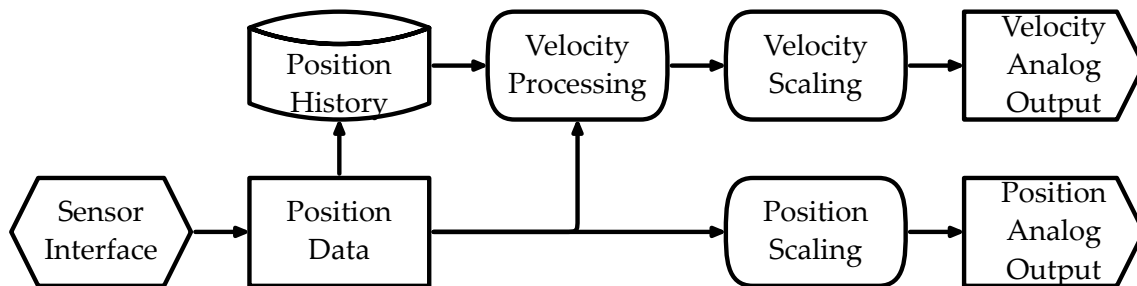 Position
History
Velocity
Processing
Velocity
Scaling
Velocity
Analog
Output
Sensor
Interface
Position
Data
Position
Scaling
Position
Analog
Output